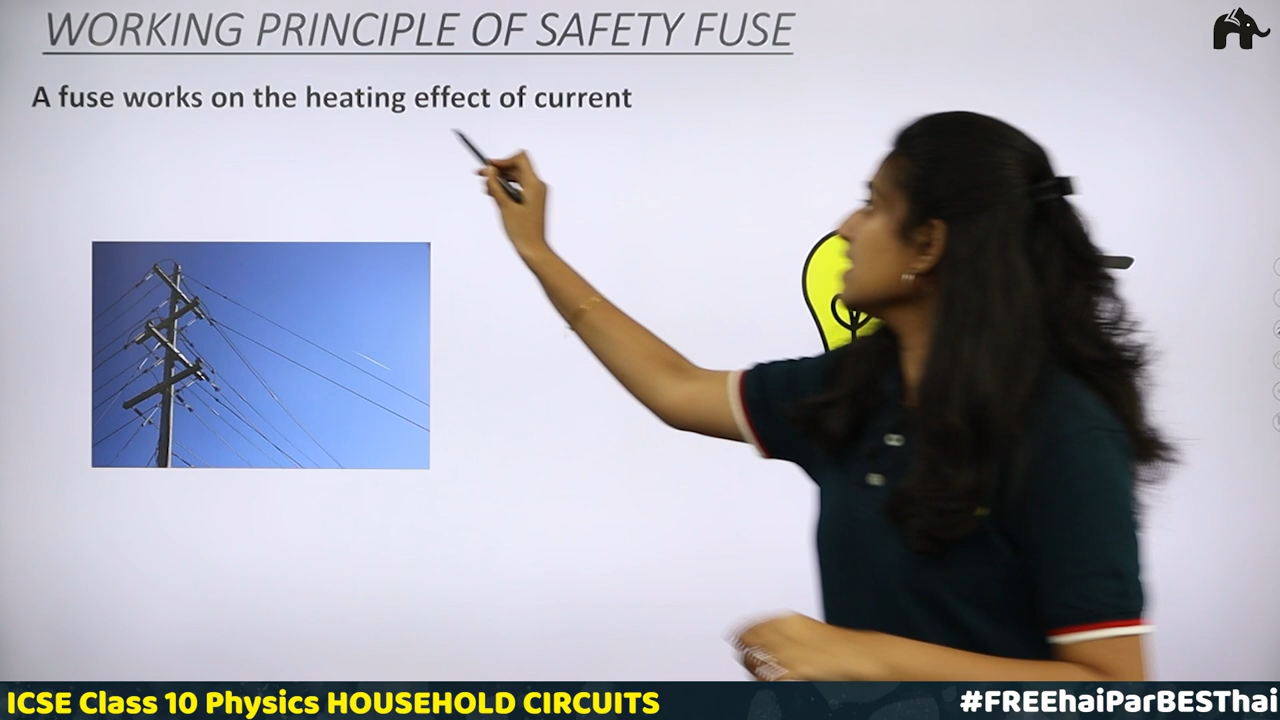 WORKING PRINCIPLE OF SAFETY FUSE
A fuse works on the heating effect of current
ICSE Class 10 Physics HOUSEHOLD CIRCUITS
#FREEhaiParBESThai